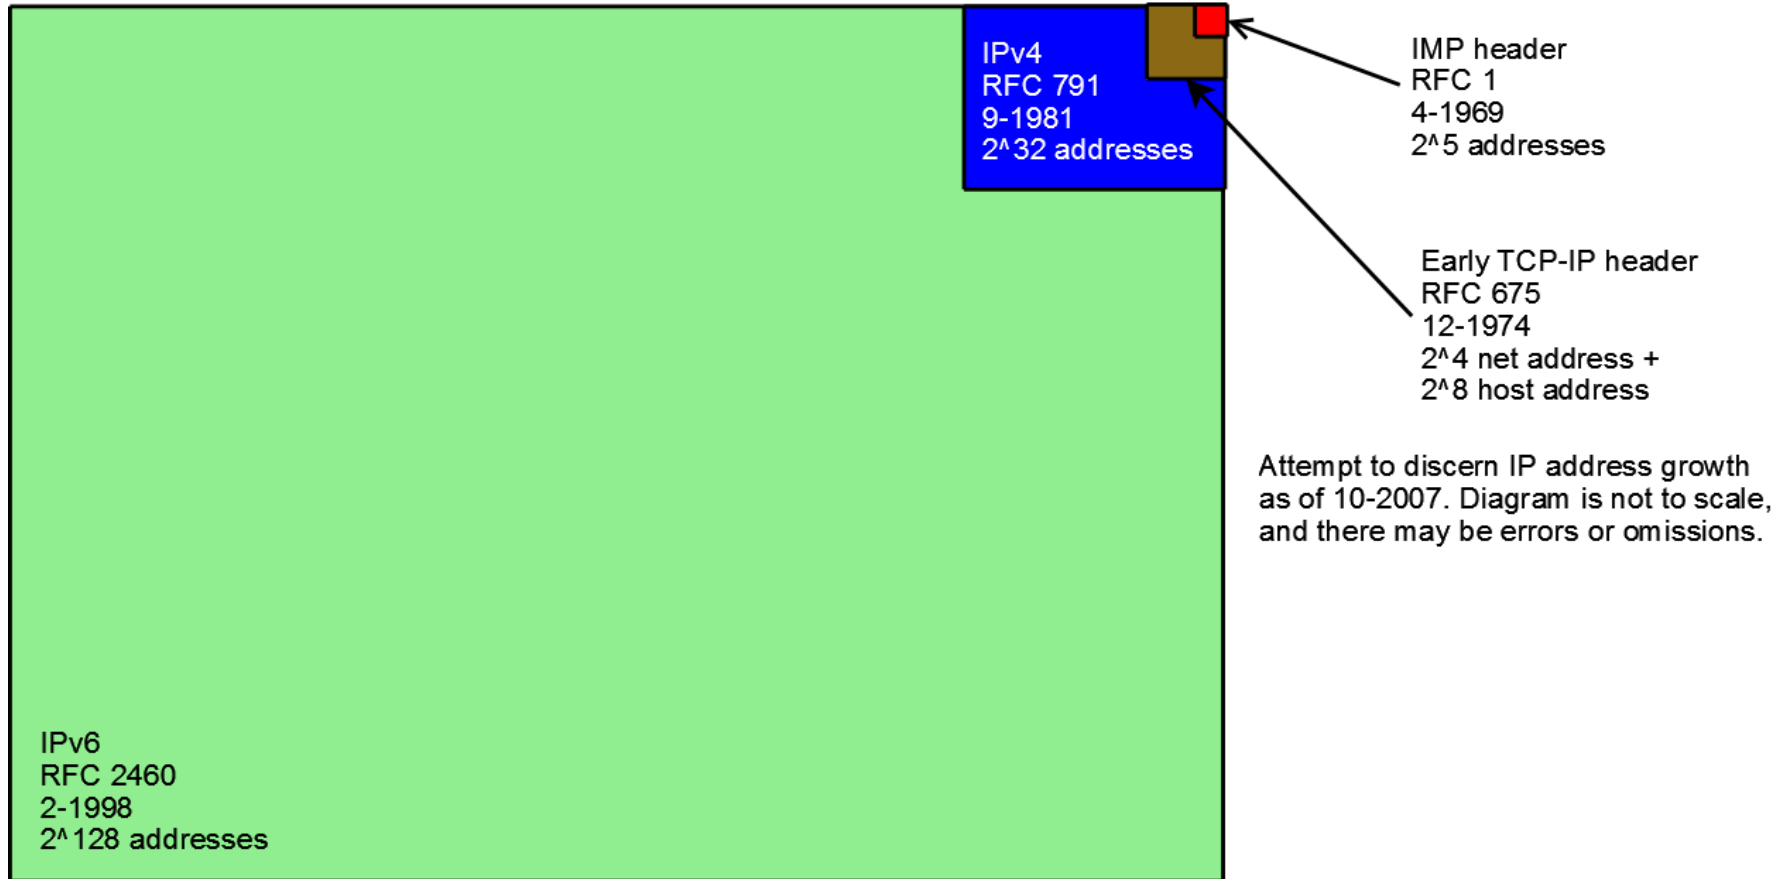 IPv4
RFC 791
9-1981
2^32 addresses
IMP header
RFC 1
4-1969
2^5 addresses
Early TCP-IP header
RFC 675
12-1974
2^4 net address +
2^8 host address
Attempt to discern IP address growth
as of 10-2007. Diagram is not to scale,
and there may be errors or omissions.
IPv6
RFC 2460
2-1998
2^128 addresses